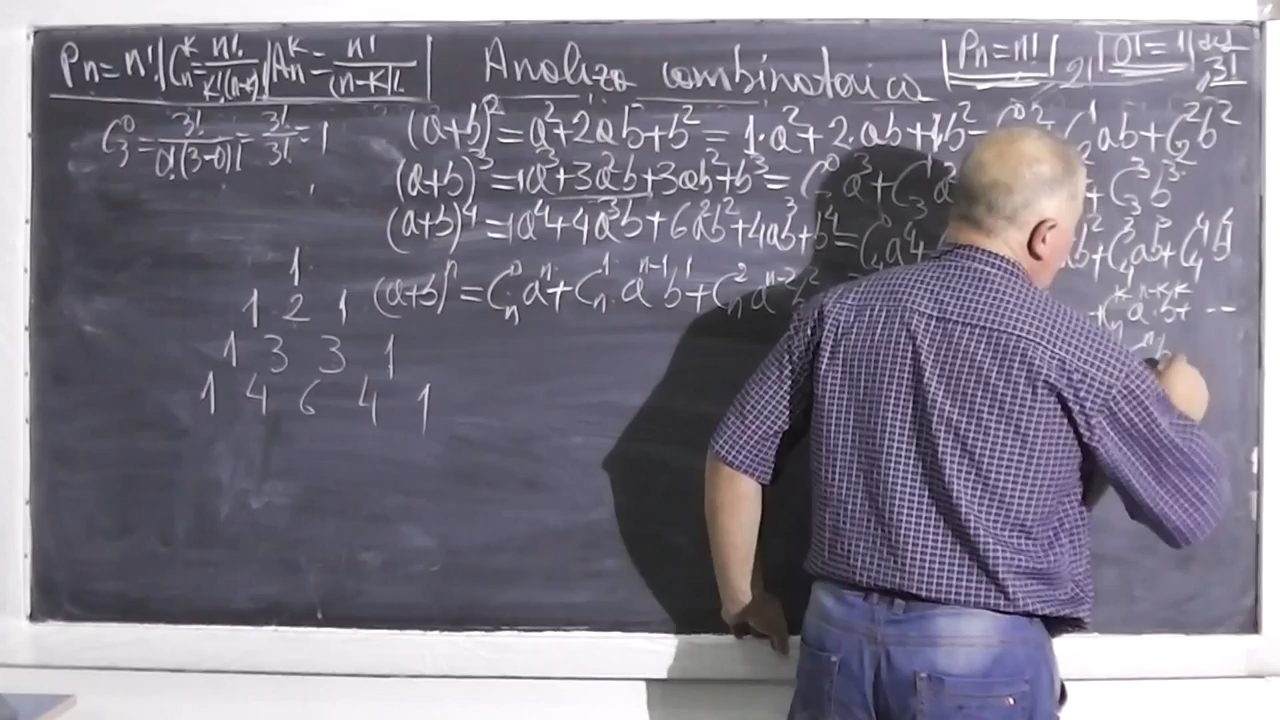 Pn = n! | C_n^k = n!/(k!(n-k)!) | A_n^k = n!/(n-k)! | Analiza combinatorica | Pn = n! | 2! | 0! = 1 | def 3!
C_3^0 = 3!/(0!(3-0)!) = 3!/3! = 1
(a+b)^2 = a^2 + 2ab + b^2 = 1·a^2 + 2·ab + 1b^2 = C_2^1 ab + C_2^2 b^2
(a+b)^3 = 1a^3 + 3a^2b + 3ab^2 + b^3 = C_3^0 a^3 + C_3^1 a + C_3^3 b^3
(a+b)^4 = 1a^4 + 4a^3b + 6a^2b^2 + 4ab^3 + b^4 = C_4^0 a^4 b^2 + C_4^3 ab^3 + C_4^4 b^4
(a+b)^n = C_n^0 a^n + C_n^1 a^{n-1} b^1 + C_n^2 a^{n-2} b^2 + C_n^k a^{n-k} b^k + ...
1
1 2 1
1 3 3 1
1 4 6 4 1